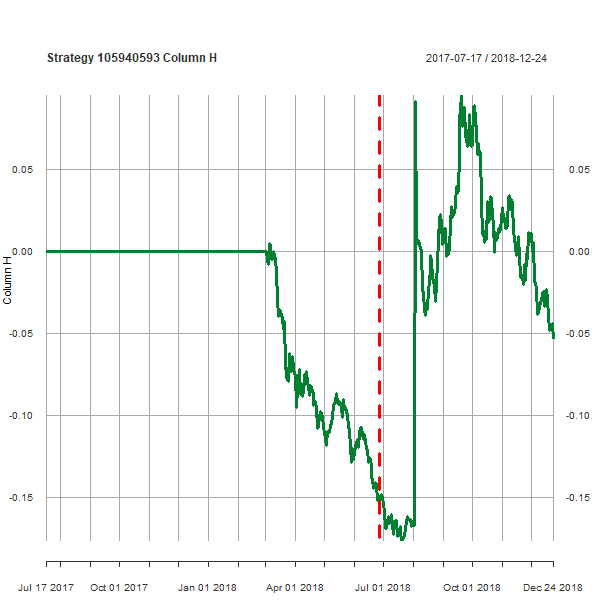 Strategy 105940593 Column H 2017-07-17 / 2018-12-24
0.05 0.05
0.00 0.00
Column H
-0.05 -0.05
-0.10 -0.10
-0.15 -0.15
Jul 17 2017 Oct 01 2017 Jan 01 2018 Apr 01 2018 Jul 01 2018 Oct 01 2018 Dec 24 2018